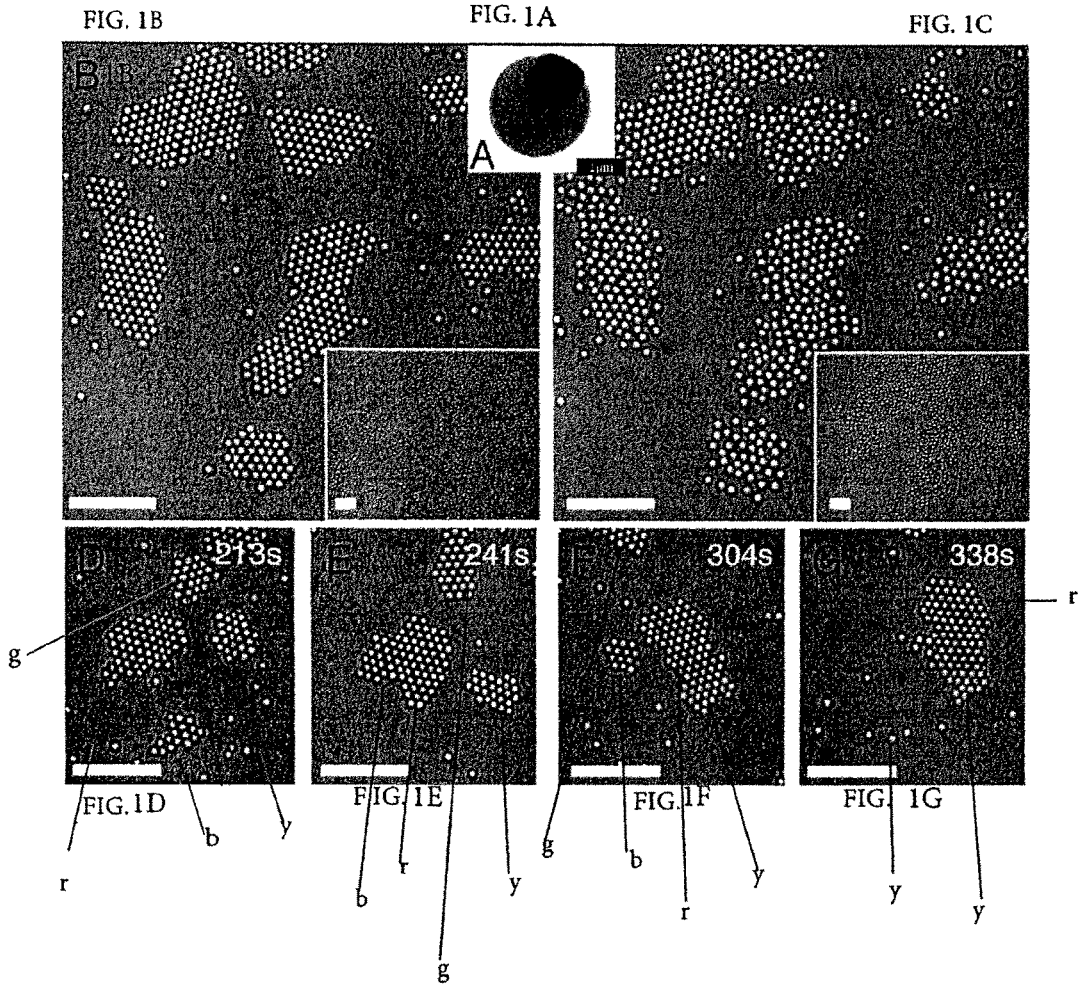 FIG. 1B
FIG. 1A
FIG. 1C
B
A
C
D
213s
E
241s
F
304s
G
338s
r
g
FIG. 1D
FIG. 1E
FIG. 1F
FIG. 1G
r
b
y
b
r
g
y
g
b
r
y
y
y